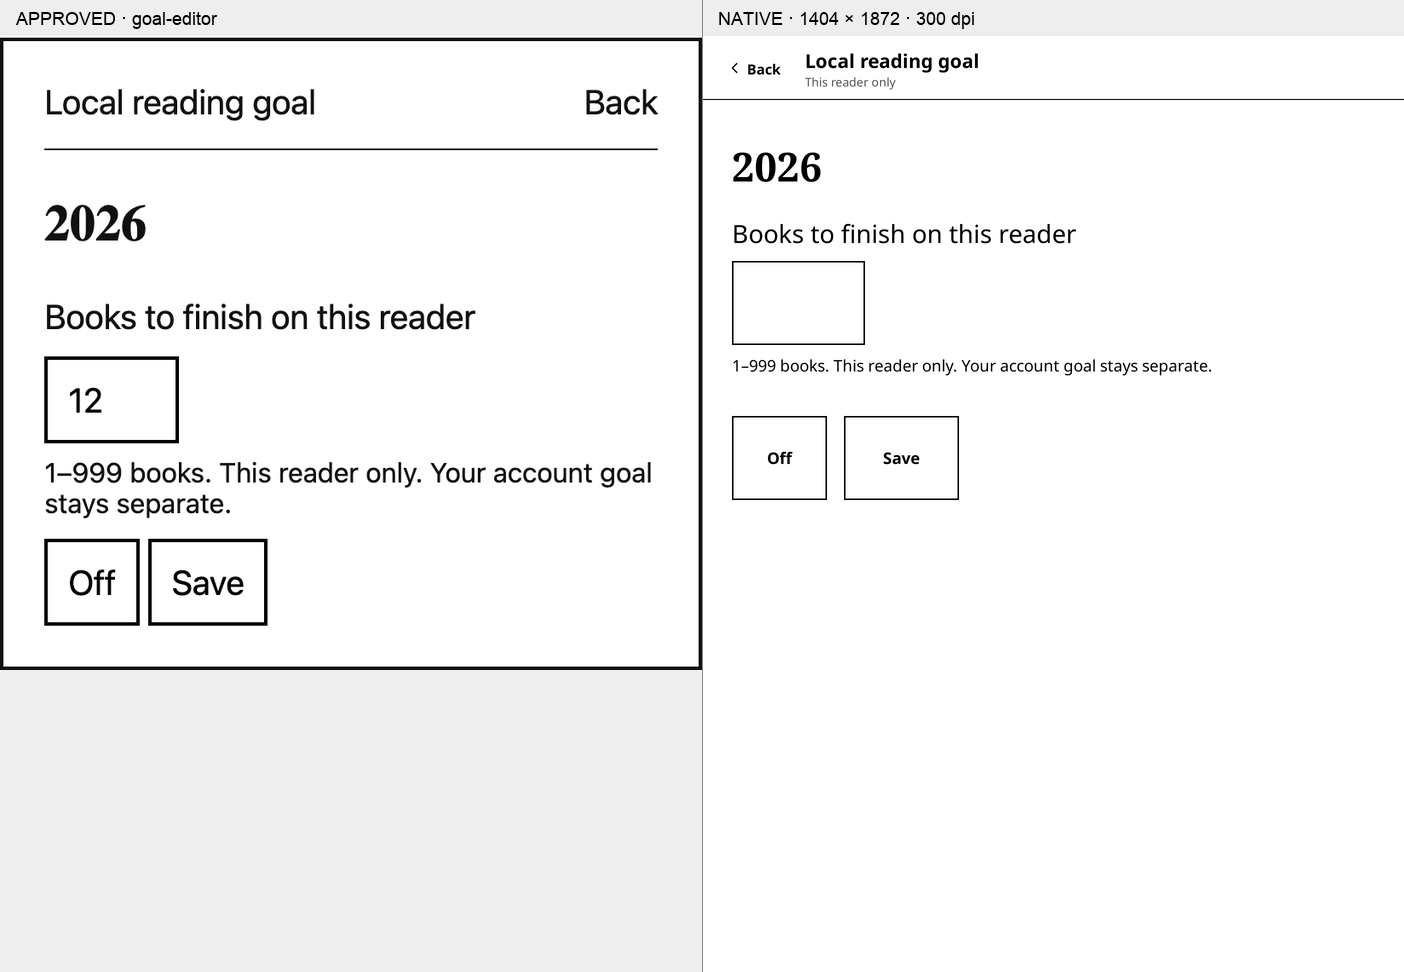 APPROVED · goal-editor
Local reading goal
Back
2026
Books to finish on this reader
12
1–999 books. This reader only. Your account goal
stays separate.
Off
Save
NATIVE · 1404 × 1872 · 300 dpi
Back
Local reading goal
This reader only
2026
Books to finish on this reader
1–999 books. This reader only. Your account goal stays separate.
Off
Save